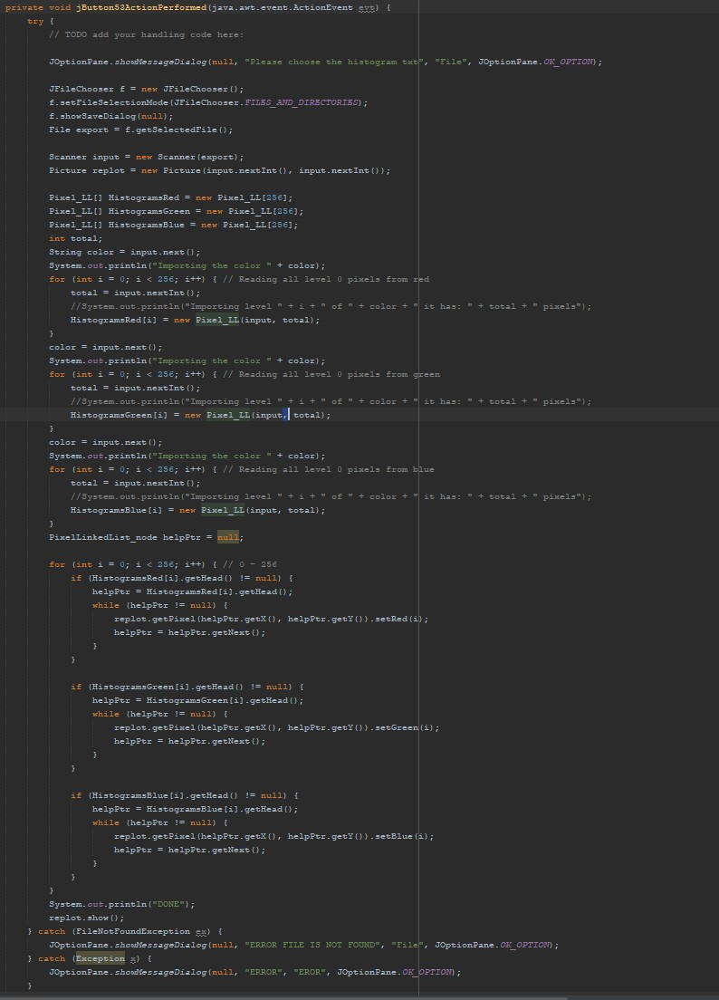 private void jButton53ActionPerformed(java.awt.event.ActionEvent evt) {
    try {
        // TODO add your handling code here:

        JOptionPane.showMessageDialog(null, "Please choose the histogram txt", "File", JOptionPane.OK_OPTION);

        JFileChooser f = new JFileChooser();
        f.setFileSelectionMode(JFileChooser.FILES_AND_DIRECTORIES);
        f.showSaveDialog(null);
        File export = f.getSelectedFile();

        Scanner input = new Scanner(export);
        Picture replot = new Picture(input.nextInt(), input.nextInt());

        Pixel_LL[] HistogramsRed = new Pixel_LL[256];
        Pixel_LL[] HistogramsGreen = new Pixel_LL[256];
        Pixel_LL[] HistogramsBlue = new Pixel_LL[256];
        int total;
        String color = input.next();
        System.out.println("Importing the color " + color);
        for (int i = 0; i < 256; i++) { // Reading all level 0 pixels from red
            total = input.nextInt();
            //System.out.println("Importing level " + i + " of " + color + " it has: " + total + " pixels");
            HistogramsRed[i] = new Pixel_LL(input, total);
        }
        color = input.next();
        System.out.println("Importing the color " + color);
        for (int i = 0; i < 256; i++) { // Reading all level 0 pixels from green
            total = input.nextInt();
            //System.out.println("Importing level " + i + " of " + color + " it has: " + total + " pixels");
            HistogramsGreen[i] = new Pixel_LL(input, total);
        }
        color = input.next();
        System.out.println("Importing the color " + color);
        for (int i = 0; i < 256; i++) { // Reading all level 0 pixels from blue
            total = input.nextInt();
            //System.out.println("Importing level " + i + " of " + color + " it has: " + total + " pixels");
            HistogramsBlue[i] = new Pixel_LL(input, total);
        }
        PixelLinkedList_node helpPtr = null;

        for (int i = 0; i < 256; i++) { // 0 - 256
            if (HistogramsRed[i].getHead() != null) {
                helpPtr = HistogramsRed[i].getHead();
                while (helpPtr != null) {
                    replot.getPixel(helpPtr.getX(), helpPtr.getY()).setRed(i);
                    helpPtr = helpPtr.getNext();
                }
            }

            if (HistogramsGreen[i].getHead() != null) {
                helpPtr = HistogramsGreen[i].getHead();
                while (helpPtr != null) {
                    replot.getPixel(helpPtr.getX(), helpPtr.getY()).setGreen(i);
                    helpPtr = helpPtr.getNext();
                }
            }

            if (HistogramsBlue[i].getHead() != null) {
                helpPtr = HistogramsBlue[i].getHead();
                while (helpPtr != null) {
                    replot.getPixel(helpPtr.getX(), helpPtr.getY()).setBlue(i);
                    helpPtr = helpPtr.getNext();
                }
            }
        }
        System.out.println("DONE");
        replot.show();
    } catch (FileNotFoundException ex) {
        JOptionPane.showMessageDialog(null, "ERROR FILE IS NOT FOUND", "File", JOptionPane.OK_OPTION);
    } catch (Exception x) {
        JOptionPane.showMessageDialog(null, "ERROR", "EROR", JOptionPane.OK_OPTION);
    }